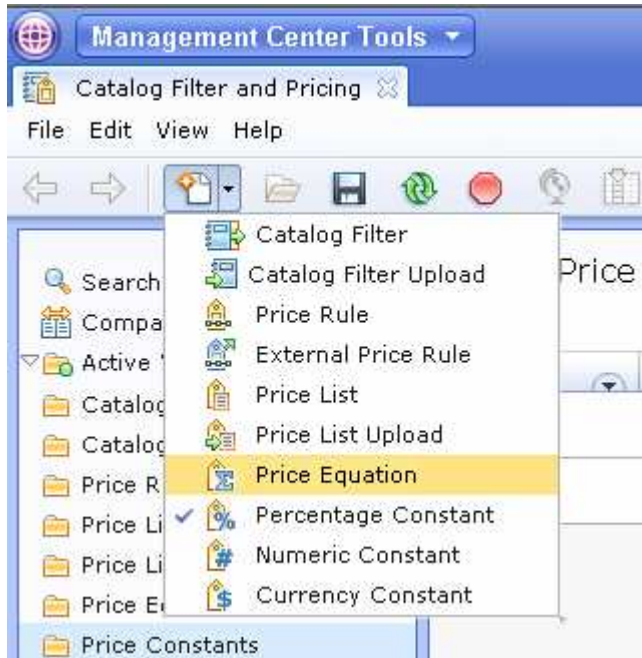 Management Center Tools
Catalog Filter and Pricing
File Edit View Help
Catalog Filter
Catalog Filter Upload
Price Rule
External Price Rule
Price List
Price List Upload
Price Equation
Percentage Constant
Numeric Constant
Currency Constant
Search
Compa
Active
Catalog
Catalog
Price R
Price Li
Price Li
Price E
Price Constants
Price